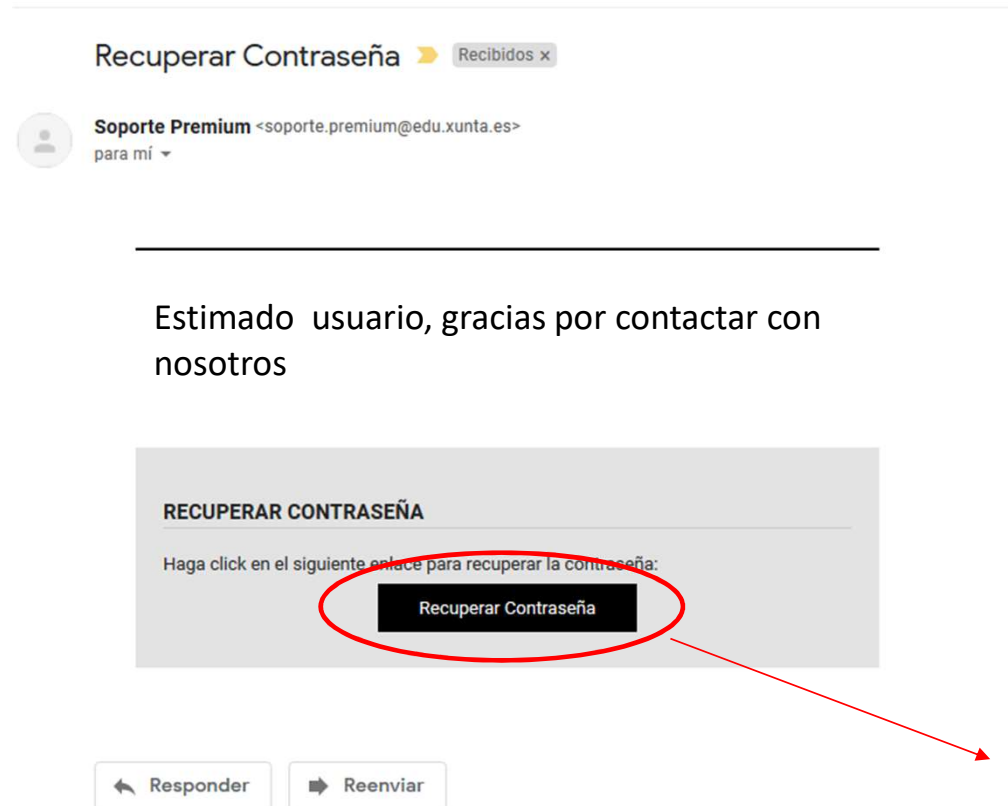 Recuperar Contraseña Recibidos x
Soporte Premium <soporte.premium@edu.xunta.es>
para mí
Estimado usuario, gracias por contactar con
nosotros
RECUPERAR CONTRASEÑA
Haga click en el siguiente enlace para recuperar la contraseña:
Recuperar Contraseña
Responder Reenviar